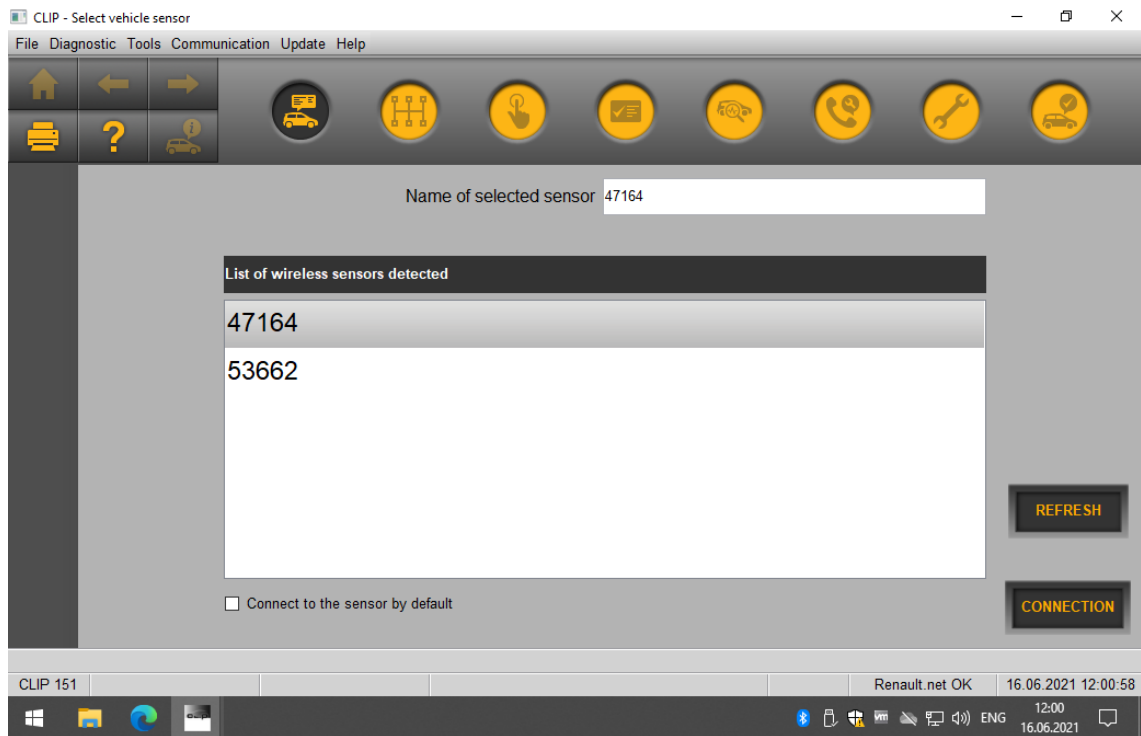 CLIP - Select vehicle sensor
File Diagnostic Tools Communication Update Help
Name of selected sensor 47164
List of wireless sensors detected
47164
53662
REFRESH
Connect to the sensor by default
CONNECTION
CLIP 151 Renault.net OK 16.06.2021 12:00:58
ENG 12:00
16.06.2021